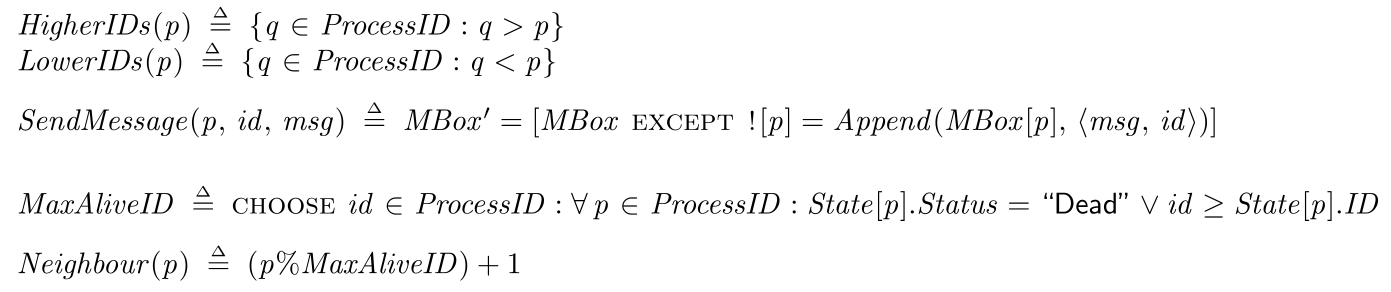 HigherIDs(p) ≜ {q ∈ ProcessID : q > p}
LowerIDs(p) ≜ {q ∈ ProcessID : q < p}
SendMessage(p, id, msg) ≜ MBox′ = [MBox EXCEPT ![p] = Append(MBox[p], ⟨msg, id⟩)]
MaxAliveID ≜ CHOOSE id ∈ ProcessID : ∀ p ∈ ProcessID : State[p].Status = “Dead” ∨ id ≥ State[p].ID
Neighbour(p) ≜ (p%MaxAliveID) + 1